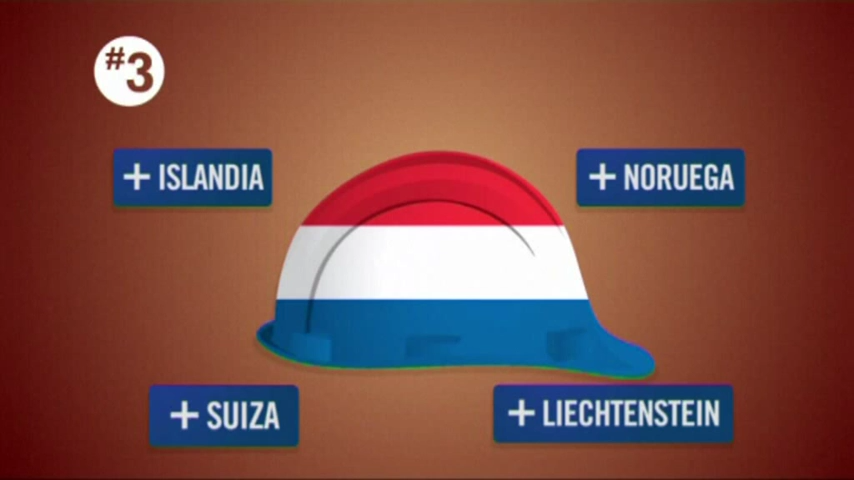 #3
+ ISLANDIA
+ NORUEGA
+ SUIZA
+ LIECHTENSTEIN